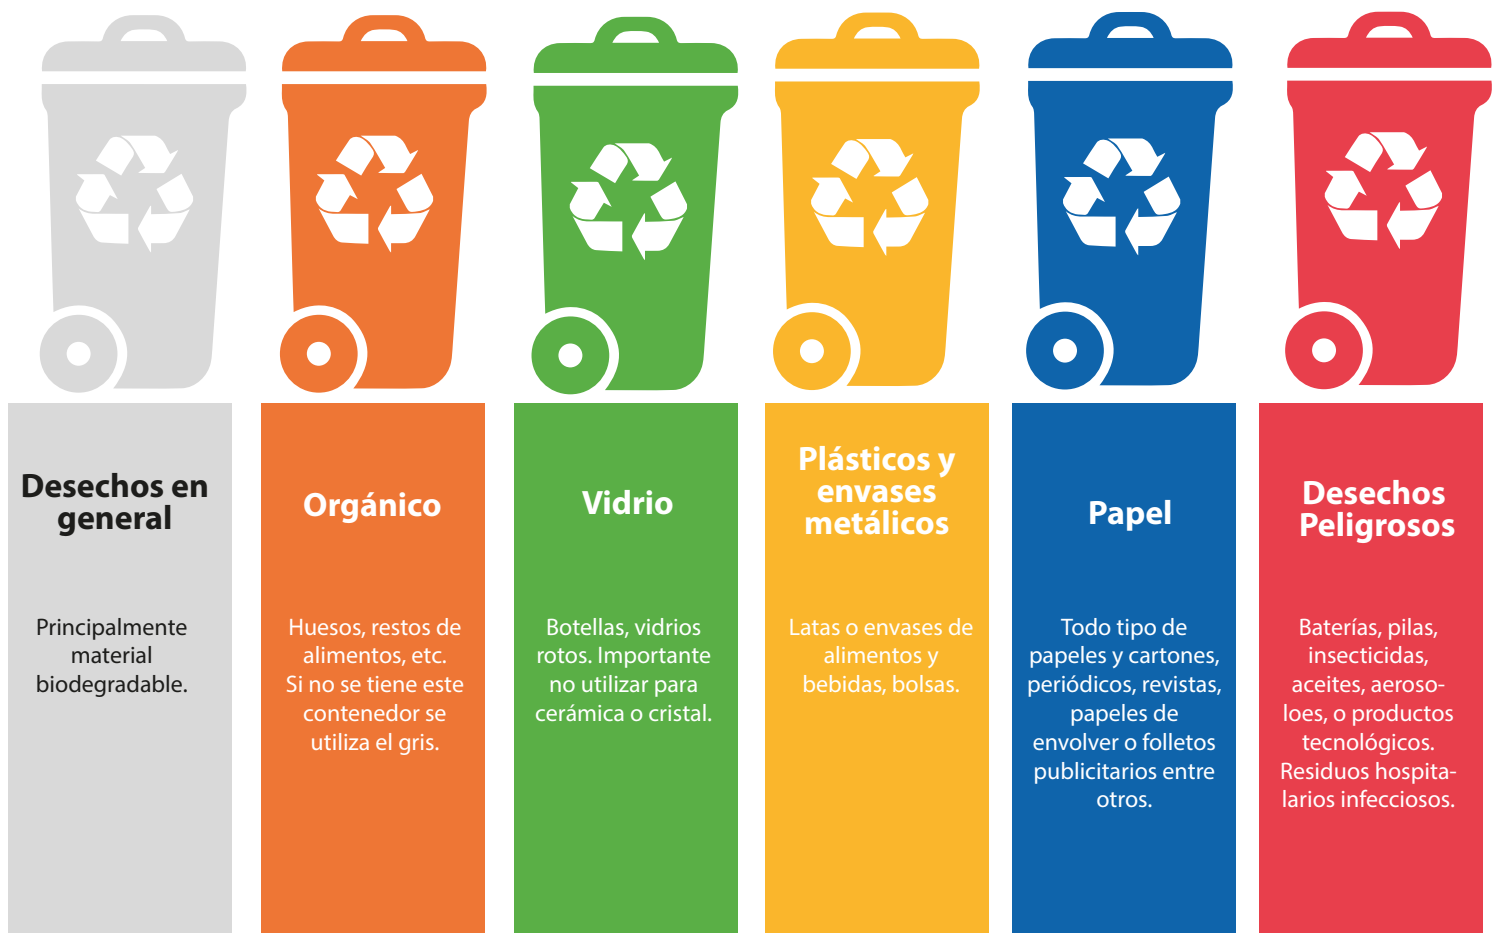 Desechos en
general
Principalmente
material
biodegradable.
Orgánico
Huesos, restos de
alimentos, etc.
Si no se tiene este
contenedor se
utiliza el gris.
Vidrio
Botellas, vidrios
rotos. Importante
no utilizar para
cerámica o cristal.
Plásticos y
envases
metálicos
Latas o envases de
alimentos y
bebidas, bolsas.
Papel
Todo tipo de
papeles y cartones,
periódicos, revistas,
papeles de
envolver o folletos
publicitarios entre
otros.
Desechos
Peligrosos
Baterías, pilas,
insecticidas,
aceites, aeroso-
loes, o productos
tecnológicos.
Residuos hospita-
larios infecciosos.